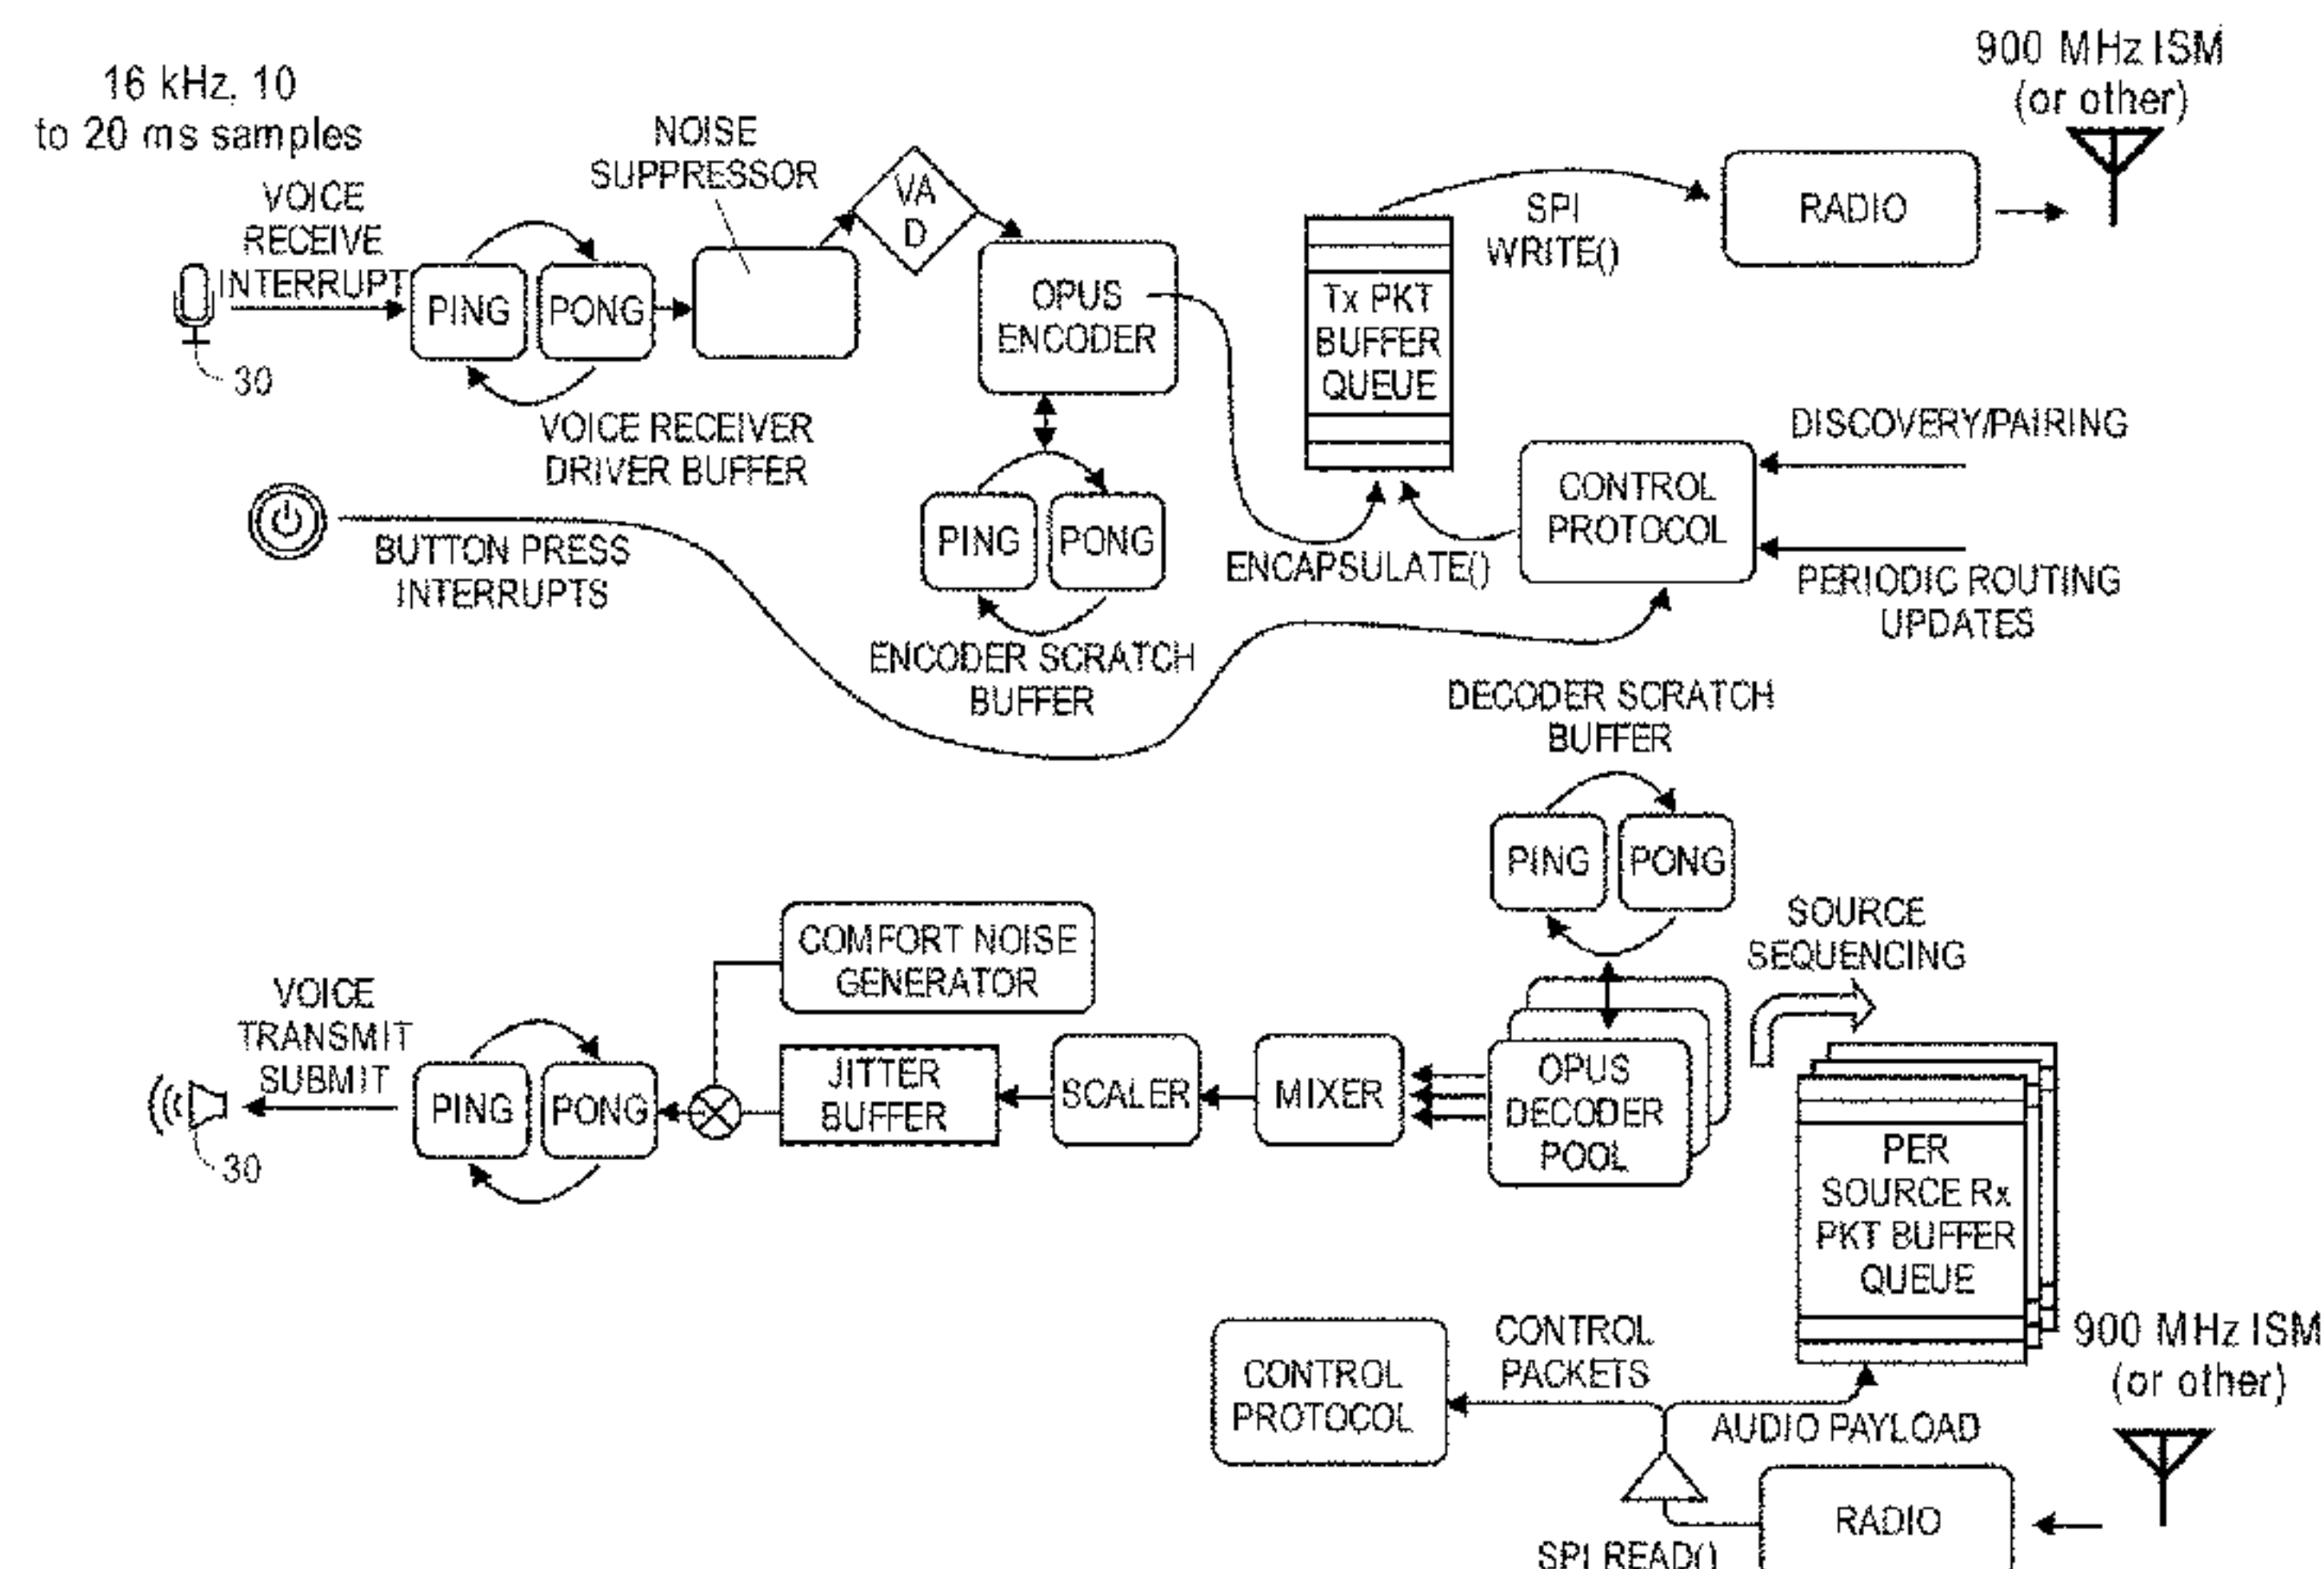 16 kHz, 10
to 20 ms samples
VOICE
RECEIVE
INTERRUPT
30
PING
PONG
VOICE RECEIVER
DRIVER BUFFER
NOISE
SUPPRESSOR
VA
D
OPUS
ENCODER
PING
PONG
ENCODER SCRATCH
BUFFER
ENCAPSULATE()
Tx PKT
BUFFER
QUEUE
SPI
WRITE()
RADIO
900 MHz ISM
(or other)
DISCOVERY/PAIRING
CONTROL
PROTOCOL
PERIODIC ROUTING
UPDATES
BUTTON PRESS
INTERRUPTS
DECODER SCRATCH
BUFFER
PING
PONG
SOURCE
SEQUENCING
COMFORT NOISE
GENERATOR
VOICE
TRANSMIT
SUBMIT
30
PING
PONG
JITTER
BUFFER
SCALER
MIXER
OPUS
DECODER
POOL
PER
SOURCE Rx
PKT BUFFER
QUEUE
CONTROL
PROTOCOL
CONTROL
PACKETS
AUDIO PAYLOAD
900 MHz ISM
(or other)
RADIO
SPI READ()